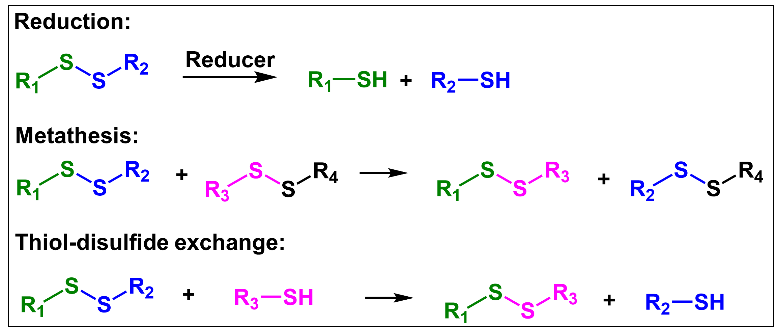 Reduction:
R1 S S R2 Reducer R1 SH + R2 SH
Metathesis:
R1 S S R2 + R3 S S R4 R1 S S R3 + R2 S S R4
Thiol-disulfide exchange:
R1 S S R2 + R3 SH R1 S S R3 + R2 SH